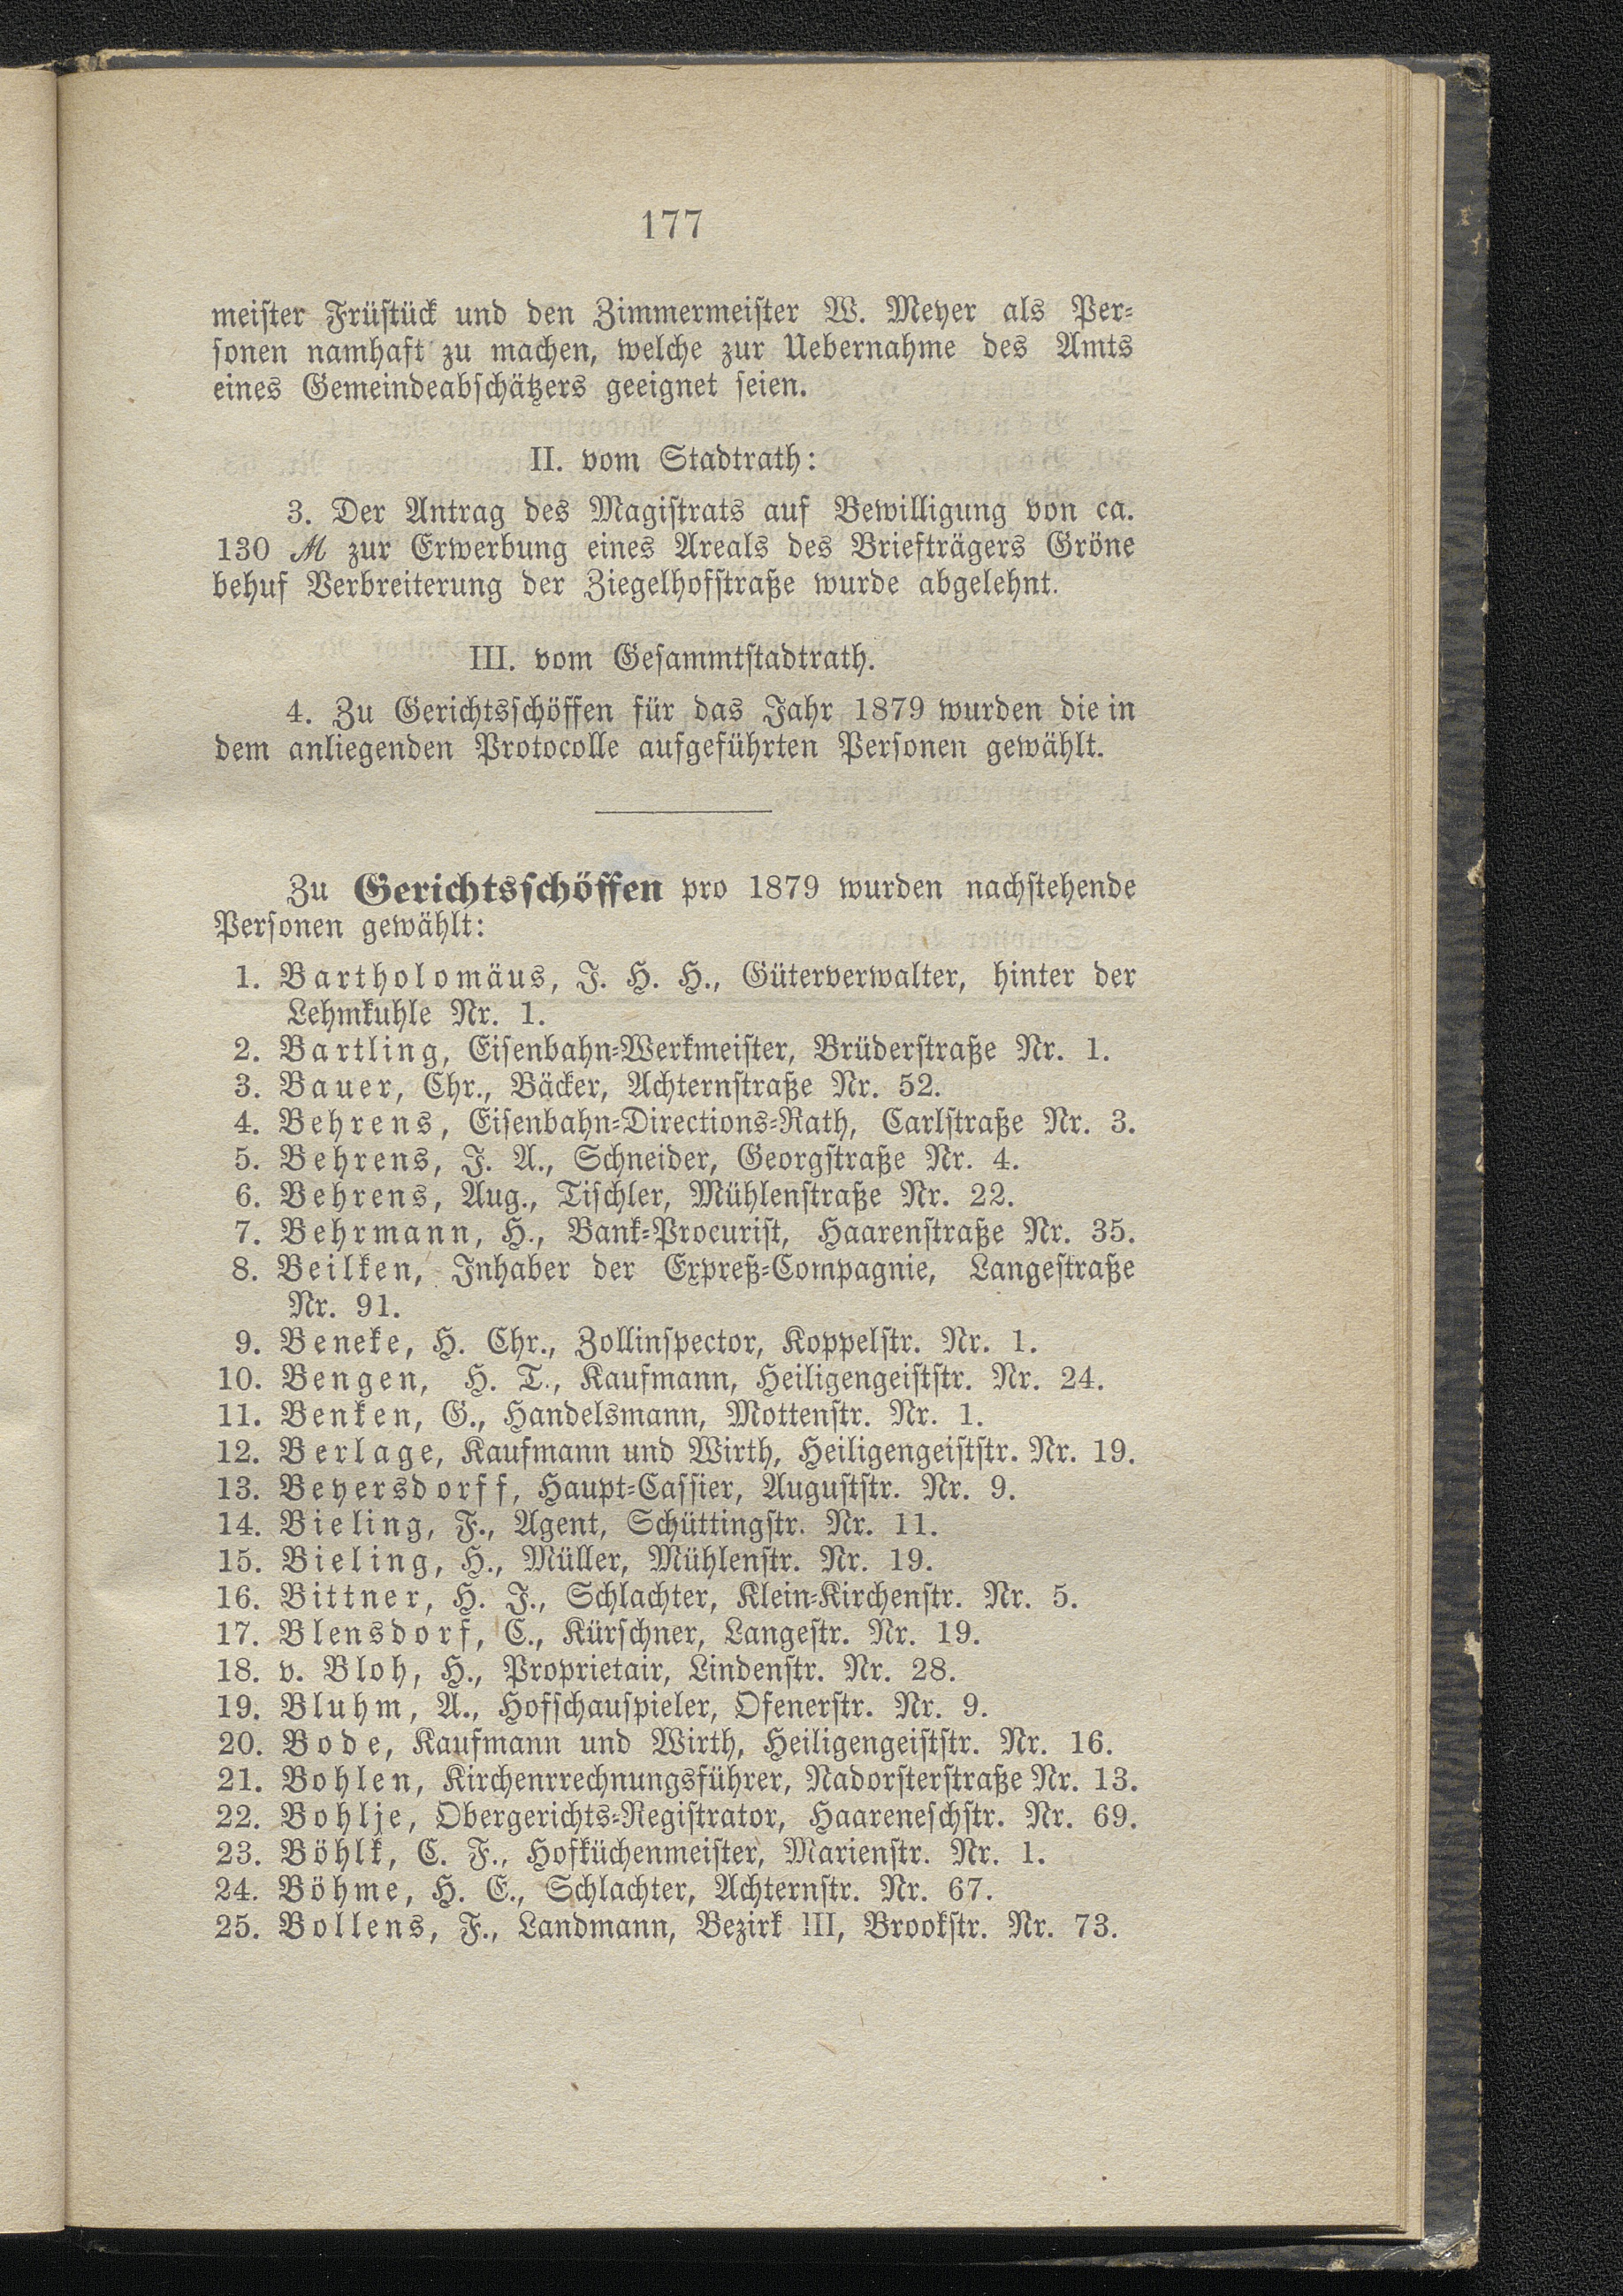 177
meister Früstück und den Zimmermeister W. Meyer als Per-
sonen namhaft zu machen, welche zur Uebernahme des Amts
eines Gemeindeabschätzers geeignet seien.
II. vom Stadtrath:
3. Der Antrag des Magistrats auf Bewilligung von ca.
130 ℳ zur Erwerbung eines Areals des Briefträgers Gröne
behuf Verbreiterung der Ziegelhofstraße wurde abgelehnt.
III. vom Gesammtstadtrath.
4. Zu Gerichtsschöffen für das Jahr 1879 wurden die in
dem anliegenden Protocolle aufgeführten Personen gewählt.
Zu Gerichtsschöffen pro 1879 wurden nachstehende
Personen gewählt:
1. Bartholomäus, J. H. H., Güterverwalter, hinter der
Lehmkuhle Nr. 1.
2. Bartling, Eisenbahn-Werkmeister, Brüderstraße Nr. 1.
3. Bauer, Chr., Bäcker, Achternstraße Nr. 52.
4. Behrens, Eisenbahn-Directions-Rath, Carlstraße Nr. 3.
5. Behrens, J. A., Schneider, Georgstraße Nr. 4.
6. Behrens, Aug., Tischler, Mühlenstraße Nr. 22.
7. Behrmann, H., Bank-Procurist, Haarenstraße Nr. 35.
8. Beilken, Inhaber der Expreß-Compagnie, Langestraße
Nr. 91.
9. Beneke, H. Chr., Zollinspector, Koppelstr. Nr. 1.
10. Bengen, H. T., Kaufmann, Heiligengeiststr. Nr. 24.
11. Benken, G., Handelsmann, Mottenstr. Nr. 1.
12. Berlage, Kaufmann und Wirth, Heiligengeiststr. Nr. 19.
13. Beyersdorff, Haupt-Cassier, Auguststr. Nr. 9.
14. Bieling, F., Agent, Schüttingstr. Nr. 11.
15. Bieling, H., Müller, Mühlenstr. Nr. 19.
16. Bittner, H. J., Schlachter, Klein-Kirchenstr. Nr. 5.
17. Blensdorf, C., Kürschner, Langestr. Nr. 19.
18. v. Bloh, H., Proprietair, Lindenstr. Nr. 28.
19. Bluhm, A., Hofschauspieler, Ofenerstr. Nr. 9.
20. Bode, Kaufmann und Wirth, Heiligengeiststr. Nr. 16.
21. Bohlen, Kirchenrrechnungsführer, Nadorsterstraße Nr. 13.
22. Bohlje, Obergerichts-Registrator, Haareneschstr. Nr. 69.
23. Böhlk, C. F., Hofküchenmeister, Marienstr. Nr. 1.
24. Böhme, H. E., Schlachter, Achternstr. Nr. 67.
25. Bollens, F., Landmann, Bezirk III, Brookstr. Nr. 73.